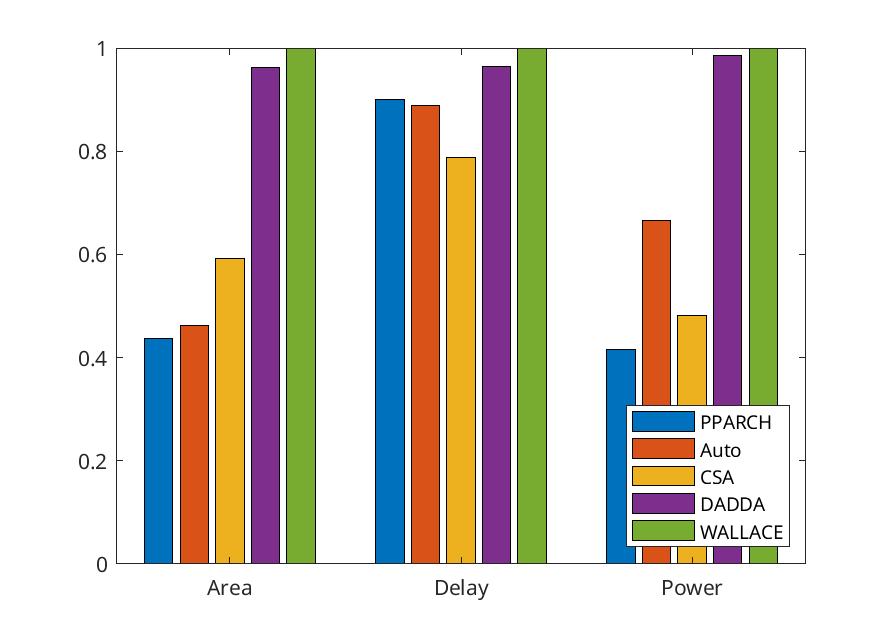 1
0.8
0.6
0.4
0.2
0
Area
Delay
Power
PPARCH
Auto
CSA
DADDA
WALLACE